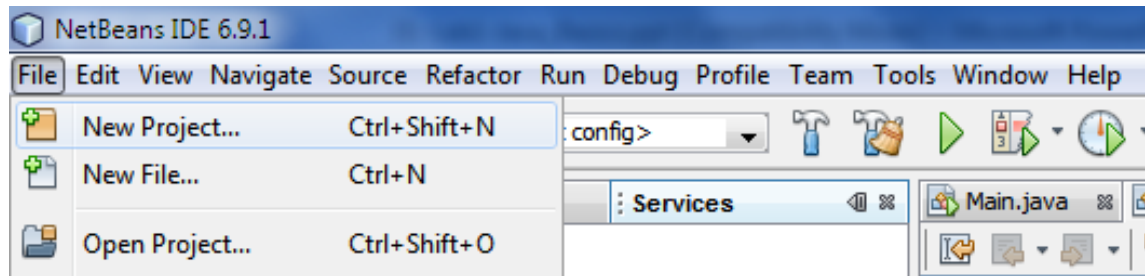 NetBeans IDE 6.9.1
File Edit View Navigate Source Refactor Run Debug Profile Team Tools Window Help
New Project... Ctrl+Shift+N
config>
New File... Ctrl+N
Services Main.java
Open Project... Ctrl+Shift+O